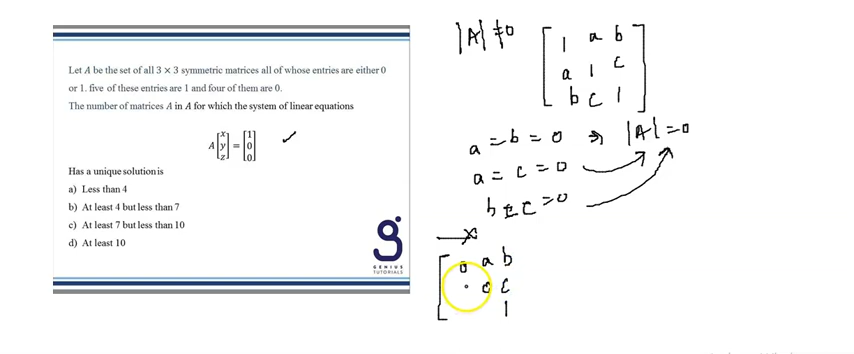 Let A be the set of all 3 × 3 symmetric matrices all of whose entries are either 0
or 1. five of these entries are 1 and four of them are 0.
The number of matrices A in A for which the system of linear equations
A [x y z] = [1 0 0]
Has a unique solution is
a) Less than 4
b) At least 4 but less than 7
c) At least 7 but less than 10
d) At least 10
GENIUS
TUTORIALS
|A| ≠ 0
1 a b
a 1 c
b c 1
a = b = 0 ⇒ |A| = 0
a = c = 0
b = c = 0
0 a b
0 c
1